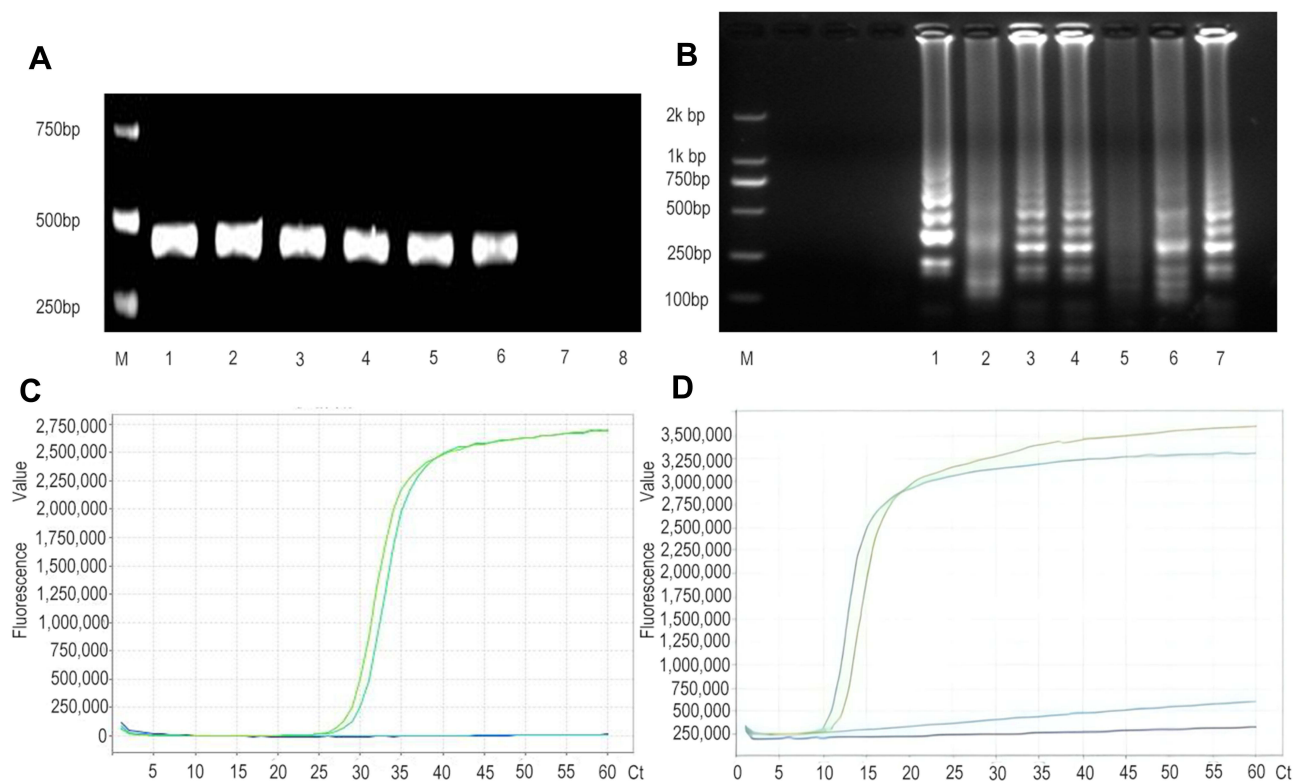 A
750bp
500bp
250bp
M 1 2 3 4 5 6 7 8
B
2k bp
1k bp
750bp
500bp
250bp
100bp
M 1 2 3 4 5 6 7
C
Fluorescence Value
2,750,000
2,500,000
2,250,000
2,000,000
1,750,000
1,500,000
1,250,000
1,000,000
750,000
500,000
250,000
0
5 10 15 20 25 30 35 40 45 50 55 60 Ct
D
Fluorescence Value
3,500,000
3,250,000
3,000,000
2,750,000
2,500,000
2,250,000
2,000,000
1,750,000
1,500,000
1,250,000
1,000,000
750,000
500,000
250,000
0 5 10 15 20 25 30 35 40 45 50 55 60 Ct